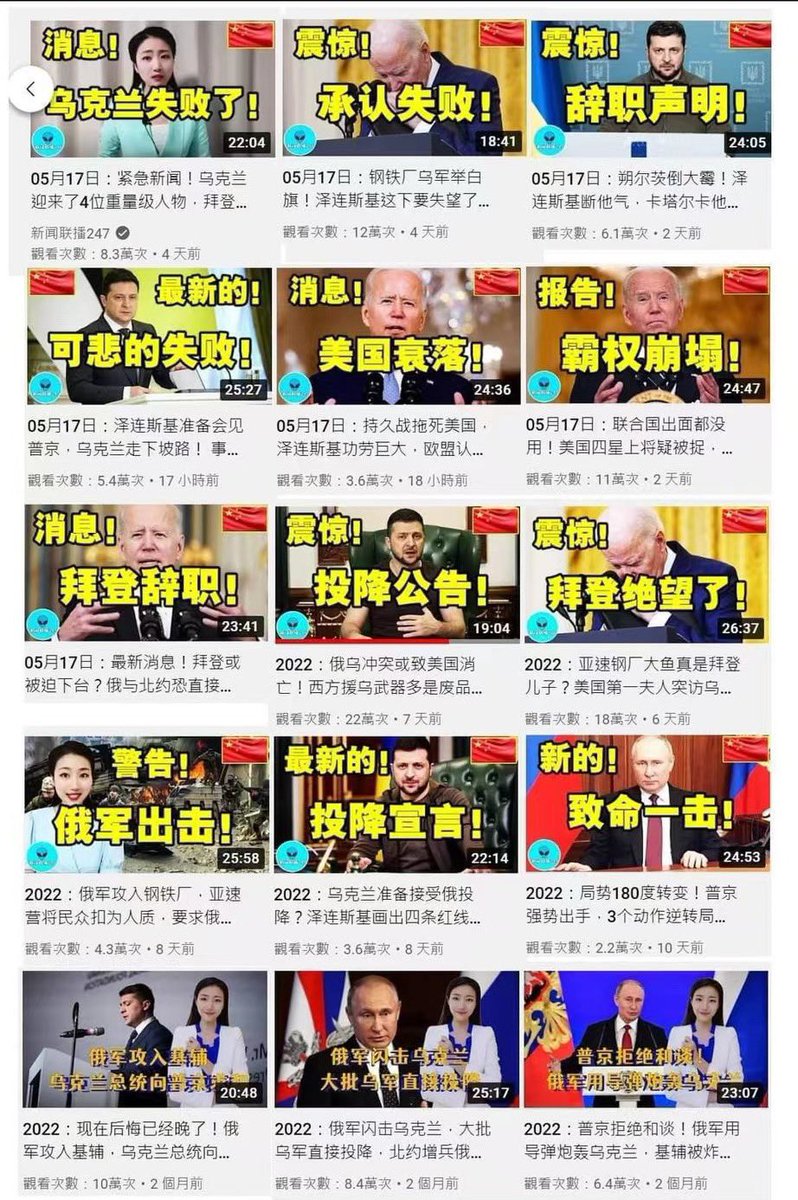 消息！
乌克兰失败了！
22:04
05月17日：紧急新闻！乌克兰
迎来了4位重量级人物，拜登...
新闻联播247
觀看次數：8.3萬次・4 天前
震惊！
承认失败！
18:41
05月17日：钢铁厂乌军举白
旗！泽连斯基这下要失望了...
觀看次數：12萬次・4 天前
震惊！
辞职声明！
24:05
05月17日：朔尔茨倒大霉！泽
连斯基断他气，卡塔尔卡他...
觀看次數：6.1萬次・2 天前
最新的！
可悲的失败！
25:27
05月17日：泽连斯基准备会见
普京，乌克兰走下坡路！ 事...
觀看次數：5.4萬次・17 小時前
消息！
美国衰落！
24:36
05月17日：持久战拖死美国，
泽连斯基功劳巨大，欧盟认...
觀看次數：3.6萬次・18 小時前
报告！
霸权崩塌！
24:47
05月17日：联合国出面都没
用！美国四星上将疑被捉，...
觀看次數：11萬次・2 天前
消息！
拜登辞职！
23:41
05月17日：最新消息！拜登或
被迫下台？俄与北约恐直接...
震惊！
投降公告！
19:04
2022：俄乌冲突或致美国消
亡！西方援乌武器多是废品...
觀看次數：22萬次・7 天前
震惊！
拜登绝望了！
26:37
2022：亚速钢厂大鱼真是拜登
儿子？美国第一夫人突访乌...
觀看次數：18萬次・6 天前
警告！
俄军出击！
25:58
2022：俄军攻入钢铁厂，亚速
营将民众扣为人质，要求俄...
觀看次數：4.3萬次・8 天前
最新的！
投降宣言！
22:14
2022：乌克兰准备接受俄投
降？泽连斯基画出四条红线...
觀看次數：3.6萬次・8 天前
新的！
致命一击！
24:53
2022：局势180度转变！普京
强势出手，3个动作逆转局...
觀看次數：2.2萬次・10 天前
俄军攻入基辅
乌克兰总统向普京
20:48
2022：现在后悔已经晚了！俄
军攻入基辅，乌克兰总统向...
觀看次數：10萬次・2 個月前
俄军闪击乌克兰
大批乌军直接投降
25:17
2022：俄军闪击乌克兰，大批
乌军直接投降，北约增兵俄...
觀看次數：8.4萬次・2 個月前
普京拒绝和谈！
俄军用导弹炮轰乌克兰
23:07
2022：普京拒绝和谈！俄军用
导弹炮轰乌克兰，基辅被炸...
觀看次數：6.4萬次・2 個月前